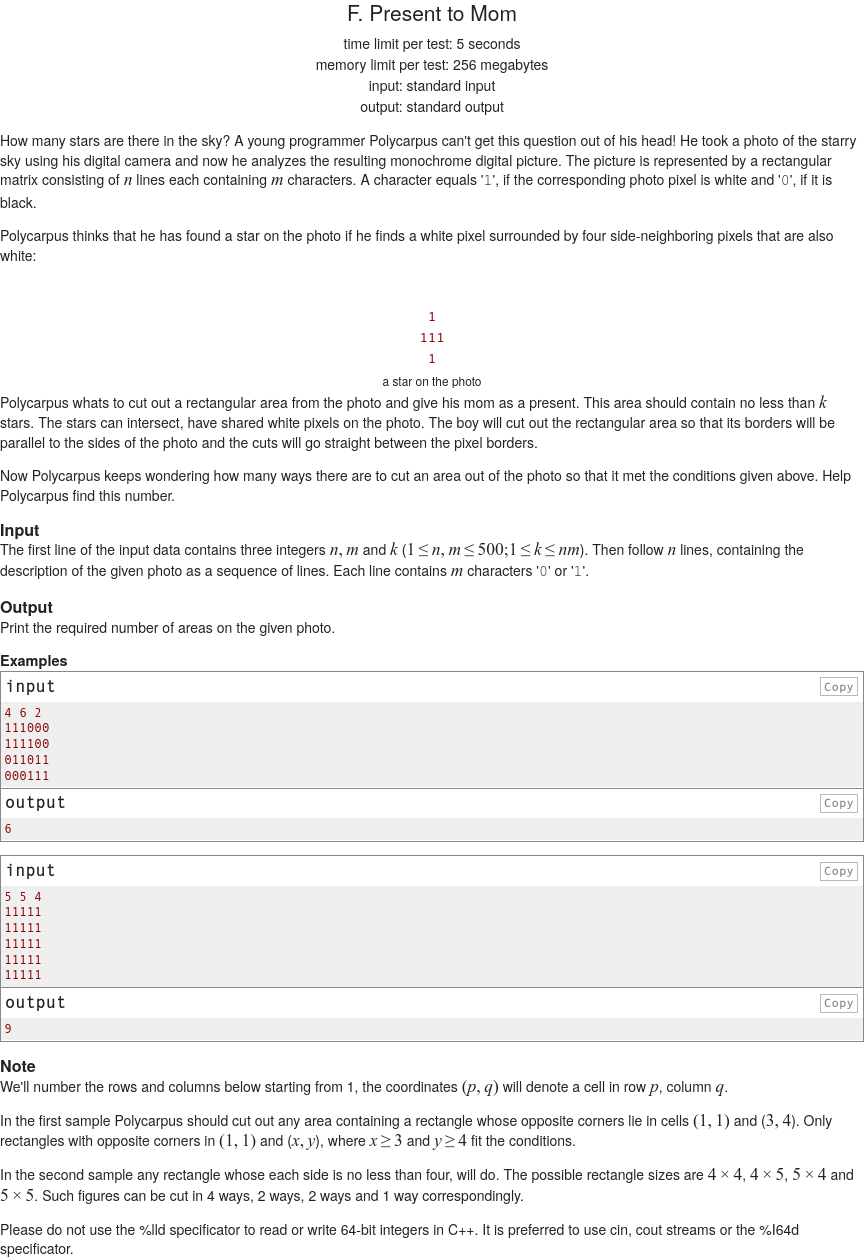 F. Present to Mom
time limit per test: 5 seconds
memory limit per test: 256 megabytes
input: standard input
output: standard output
How many stars are there in the sky? A young programmer Polycarpus can't get this question out of his head! He took a photo of the starry
sky using his digital camera and now he analyzes the resulting monochrome digital picture. The picture is represented by a rectangular
matrix consisting of n lines each containing m characters. A character equals '1', if the corresponding photo pixel is white and '0', if it is
black.
Polycarpus thinks that he has found a star on the photo if he finds a white pixel surrounded by four side-neighboring pixels that are also
white:
1
111
1
a star on the photo
Polycarpus whats to cut out a rectangular area from the photo and give his mom as a present. This area should contain no less than k
stars. The stars can intersect, have shared white pixels on the photo. The boy will cut out the rectangular area so that its borders will be
parallel to the sides of the photo and the cuts will go straight between the pixel borders.
Now Polycarpus keeps wondering how many ways there are to cut an area out of the photo so that it met the conditions given above. Help
Polycarpus find this number.
Input
The first line of the input data contains three integers n, m and k (1 ≤ n, m ≤ 500; 1 ≤ k ≤ nm). Then follow n lines, containing the
description of the given photo as a sequence of lines. Each line contains m characters '0' or '1'.
Output
Print the required number of areas on the given photo.
Examples
input Copy
4 6 2
111000
111100
011011
000111
output Copy
6
input Copy
5 5 4
11111
11111
11111
11111
11111
output Copy
9
Note
We'll number the rows and columns below starting from 1, the coordinates (p, q) will denote a cell in row p, column q.
In the first sample Polycarpus should cut out any area containing a rectangle whose opposite corners lie in cells (1, 1) and (3, 4). Only
rectangles with opposite corners in (1, 1) and (x, y), where x ≥ 3 and y ≥ 4 fit the conditions.
In the second sample any rectangle whose each side is no less than four, will do. The possible rectangle sizes are 4 × 4, 4 × 5, 5 × 4 and
5 × 5. Such figures can be cut in 4 ways, 2 ways, 2 ways and 1 way correspondingly.
Please do not use the %lld specificator to read or write 64-bit integers in C++. It is preferred to use cin, cout streams or the %I64d
specificator.